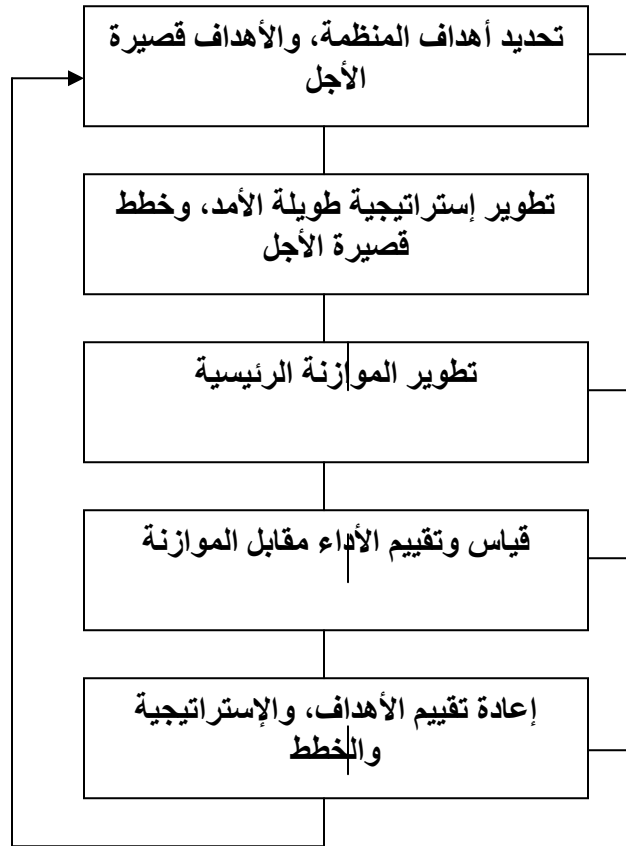 تحديد أهداف المنظمة، والأهداف قصيرة
الأجل
تطوير إستراتيجية طويلة الأمد، وخطط
قصيرة الأجل
تطوير الموازنة الرئيسية
قياس وتقييم الأداء مقابل الموازنة
إعادة تقييم الأهداف، والإستراتيجية
والخطط